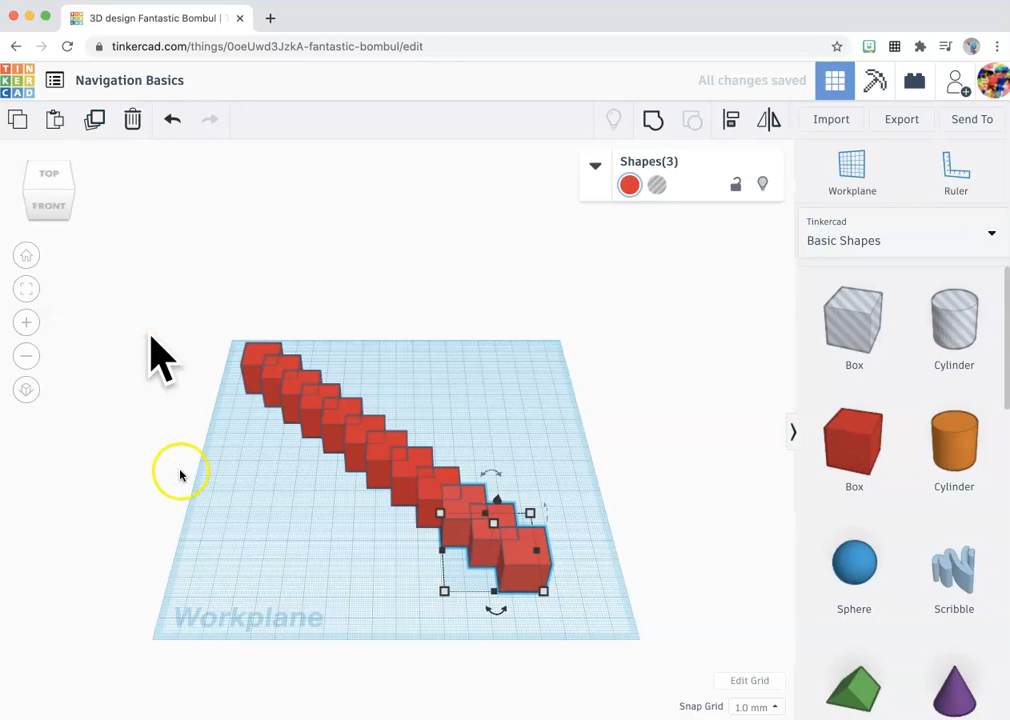 3D design Fantastic Bombul | T
tinkercad.com/things/0oeUwd3JzkA-fantastic-bombul/edit
TIN
KER
CAD
Navigation Basics
All changes saved
Import
Export
Send To
Shapes(3)
TOP
FRONT
Workplane
Ruler
Tinkercad
Basic Shapes
Box
Cylinder
Box
Cylinder
Sphere
Scribble
Workplane
Edit Grid
Snap Grid
1.0 mm